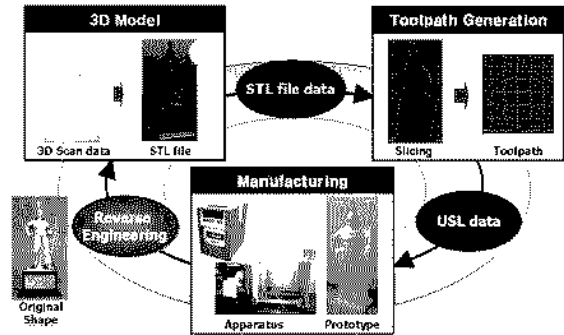 3D Model
3D Scan data
STL file
STL file data
Toolpath Generation
Slicing
Toolpath
USL data
Manufacturing
Apparatus
Prototype
Reverse
Engineering
Original
Shape